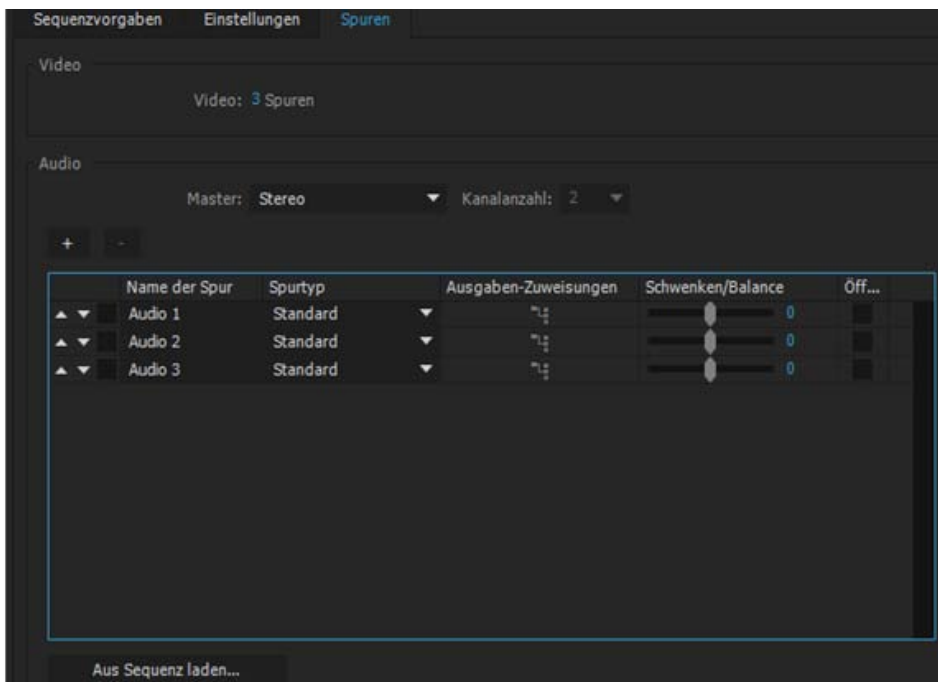 Sequenzvorgaben Einstellungen Spuren
Video
Video: 3 Spuren
Audio
Master: Stereo Kanalanzahl: 2
+ -
Name der Spur Spurtyp Ausgaben-Zuweisungen Schwenken/Balance Öff...
Audio 1 Standard 0
Audio 2 Standard 0
Audio 3 Standard 0
Aus Sequenz laden...